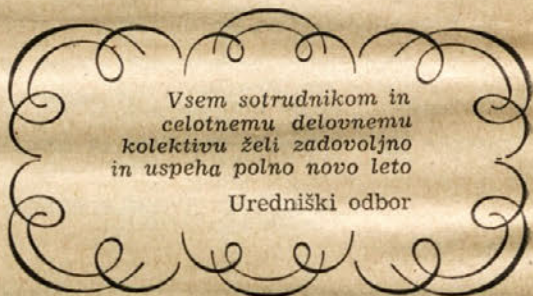 Vsem sotrudnikom in
celotnemu delovnemu
kolektivu želi zadovoljno
in uspeha polno novo leto
Uredniški odbor